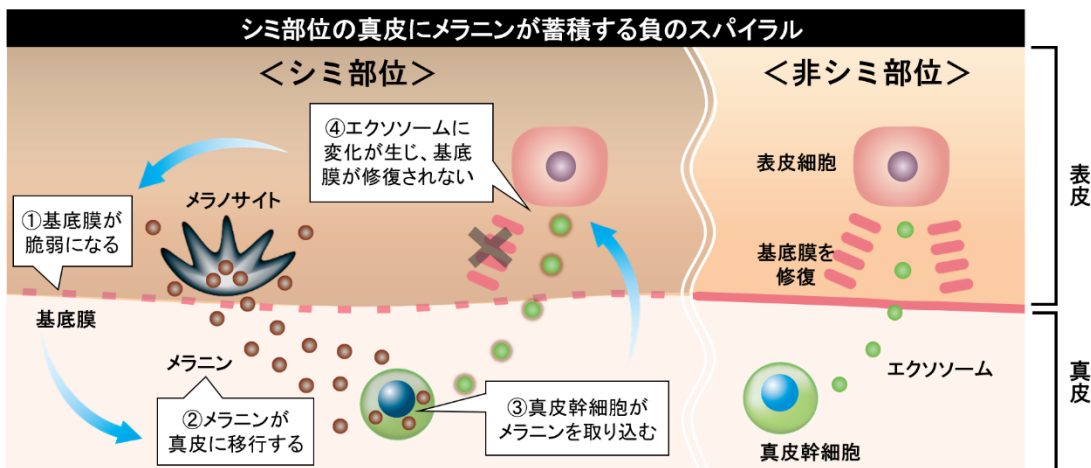 シミ部位の真皮にメラニンが蓄積する負のスパイラル
＜シミ部位＞
④エクソソームに
変化が生じ、基底
膜が修復されない
メラノサイト
①基底膜が
脆弱になる
基底膜
メラニン
②メラニンが
真皮に移行する
③真皮幹細胞が
メラニンを取り込む
＜非シミ部位＞
表皮細胞
基底膜を
修復
エクソソーム
真皮幹細胞
表皮
真皮